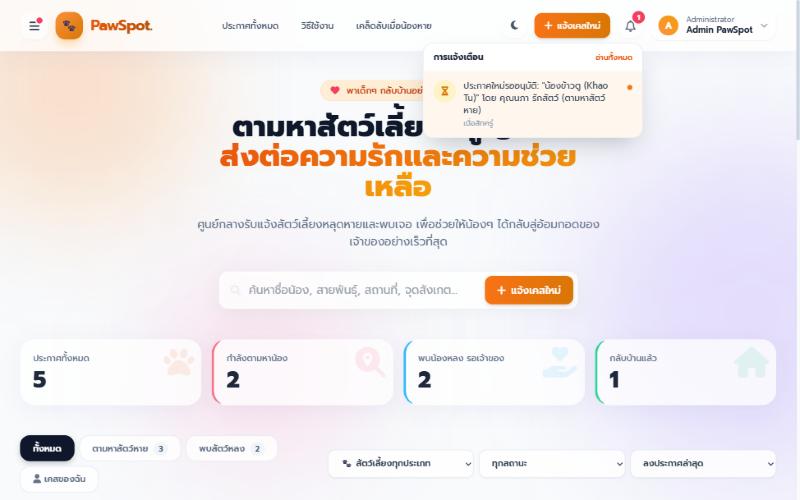 PawSpot.
ประกาศทั้งหมด
วิธีใช้งาน
เคล็ดลับเมื่อน้องหาย
+ แจ้งเคสใหม่
1
A
Administrator
Admin PawSpot
การแจ้งเตือน
อ่านทั้งหมด
ประกาศใหม่รออนุมัติ: "น้องข้าวตู (Khao
Tu)" โดย คุณนภา รักสัตว์ (ตามหาสัตว์
หาย)
เมื่อสักครู่
พาเด็กๆ กลับบ้านอย่
ตามหาสัตว์เลี้ย
ส่งต่อความรักและความช่วย
เหลือ
ศูนย์กลางรับแจ้งสัตว์เลี้ยงหลุดหายและพบเจอ เพื่อช่วยให้น้องๆ ได้กลับสู่อ้อมกอดของ
เจ้าของอย่างเร็วที่สุด
ค้นหาชื่อน้อง, สายพันธุ์, สถานที่, จุดสังเกต...
+ แจ้งเคสใหม่
ประกาศทั้งหมด
5
กำลังตามหาน้อง
2
พบน้องหลง รอเจ้าของ
2
กลับบ้านแล้ว
1
ทั้งหมด
ตามหาสัตว์หาย 3
พบสัตว์หลง 2
เคสของฉัน
สัตว์เลี้ยงทุกประเภท
ทุกสถานะ
ลงประกาศล่าสุด